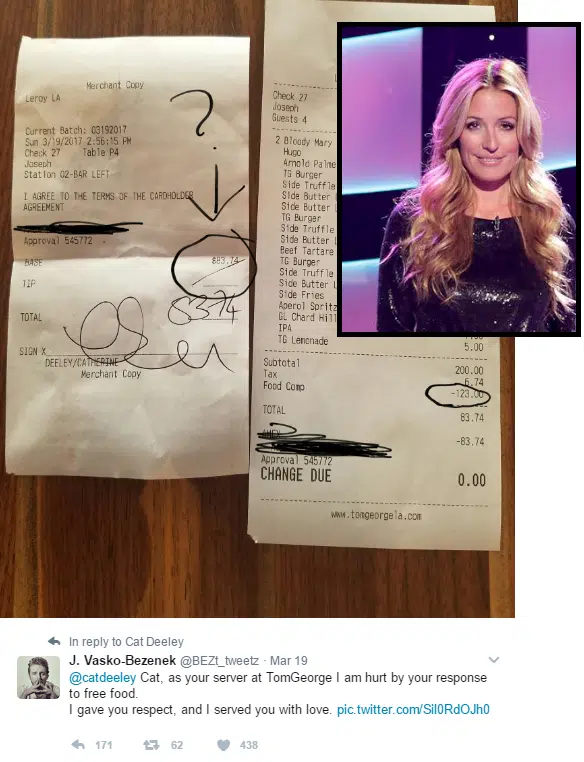 Merchant Copy
Leroy LA
Current Batch: 03192017
Sun 3/19/2017 2:56:15 PM
Check 27 Table P4
Joseph
Station 02-BAR LEFT
I AGREE TO THE TERMS OF THE CARDHOLDER
AGREEMENT
Approval 545772
BASE $83.74
TIP
TOTAL 83.74
SIGN X
DEELEY/CATHERINE
Merchant Copy
?
Check 27
Joseph
Guests 4
2 Bloody Mary
Hugo
Arnold Palme
TG Burger
Side Truffle
Side Butter L
Side Butter L
TG Burger
Side Truffle
Side Butter L
Beef Tartare
TG Burger
Side Truffle
Side Butter L
Side Fries
Aperol Spritz
GL Chard Hill
IPA
TG Lemonade 5.00
Subtotal 200.00
Tax 6.74
Food Comp -123.00
TOTAL 83.74
AMEX -83.74
Approval 545772
CHANGE DUE 0.00
www.tomgeorgela.com
In reply to Cat Deeley
J. Vasko-Bezenek @BEZt_tweetz · Mar 19
@catdeeley Cat, as your server at TomGeorge I am hurt by your response
to free food.
I gave you respect, and I served you with love. pic.twitter.com/Sil0RdOJh0
171 62 438